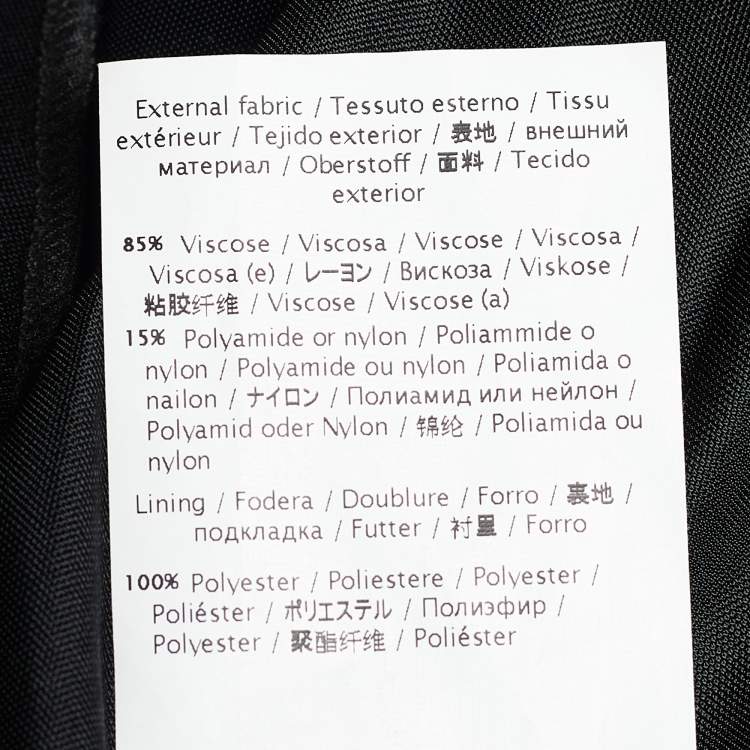 External fabric / Tessuto esterno / Tissu
extérieur / Tejido exterior / 表地 / внешний
материал / Oberstoff / 面料 / Tecido
exterior
85% Viscose / Viscosa / Viscose / Viscosa /
Viscosa (e) / レーヨン / Вискоза / Viskose /
粘胶纤维 / Viscose / Viscose (a)
15% Polyamide or nylon / Poliammide o
nylon / Polyamide ou nylon / Poliamida o
nailon / ナイロン / Полиамид или нейлон /
Polyamid oder Nylon / 锦纶 / Poliamida ou
nylon
Lining / Fodera / Doublure / Forro / 裏地 /
подкладка / Futter / 衬里 / Forro
100% Polyester / Poliestere / Polyester /
Poliéster / ポリエステル / Полиэфир /
Polyester / 聚酯纤维 / Poliéster